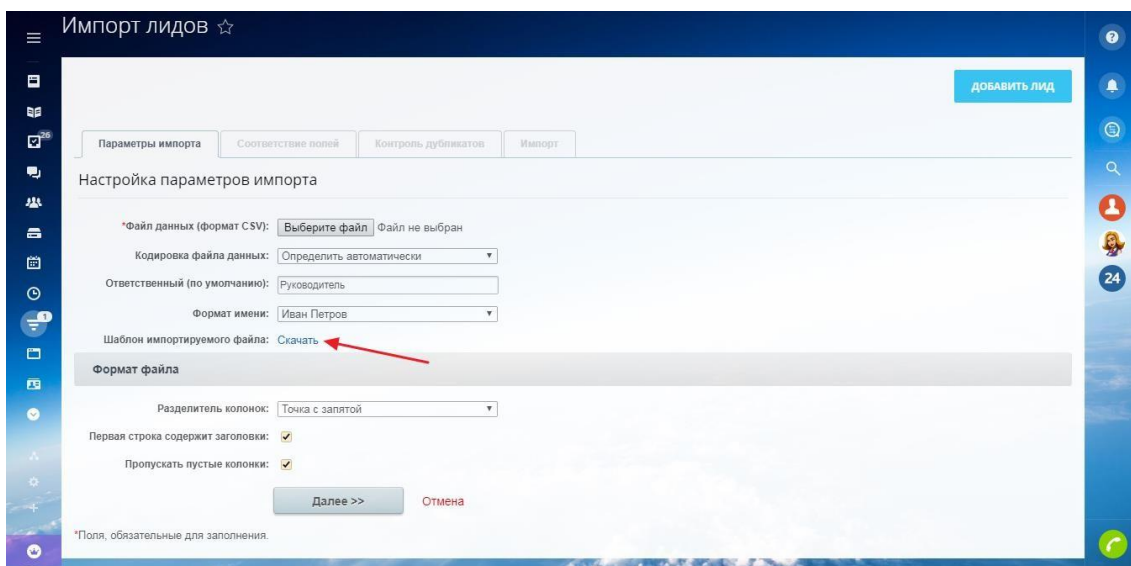 Импорт лидов
ДОБАВИТЬ ЛИД
Параметры импорта Соответствие полей Контроль дубликатов Импорт
Настройка параметров импорта
*Файл данных (формат CSV): Выберите файл Файл не выбран
Кодировка файла данных: Определить автоматически
Ответственный (по умолчанию): Руководитель
Формат имени: Иван Петров
Шаблон импортируемого файла: Скачать
Формат файла
Разделитель колонок: Точка с запятой
Первая строка содержит заголовки:
Пропускать пустые колонки:
Далее >> Отмена
*Поля, обязательные для заполнения.
26
1
24